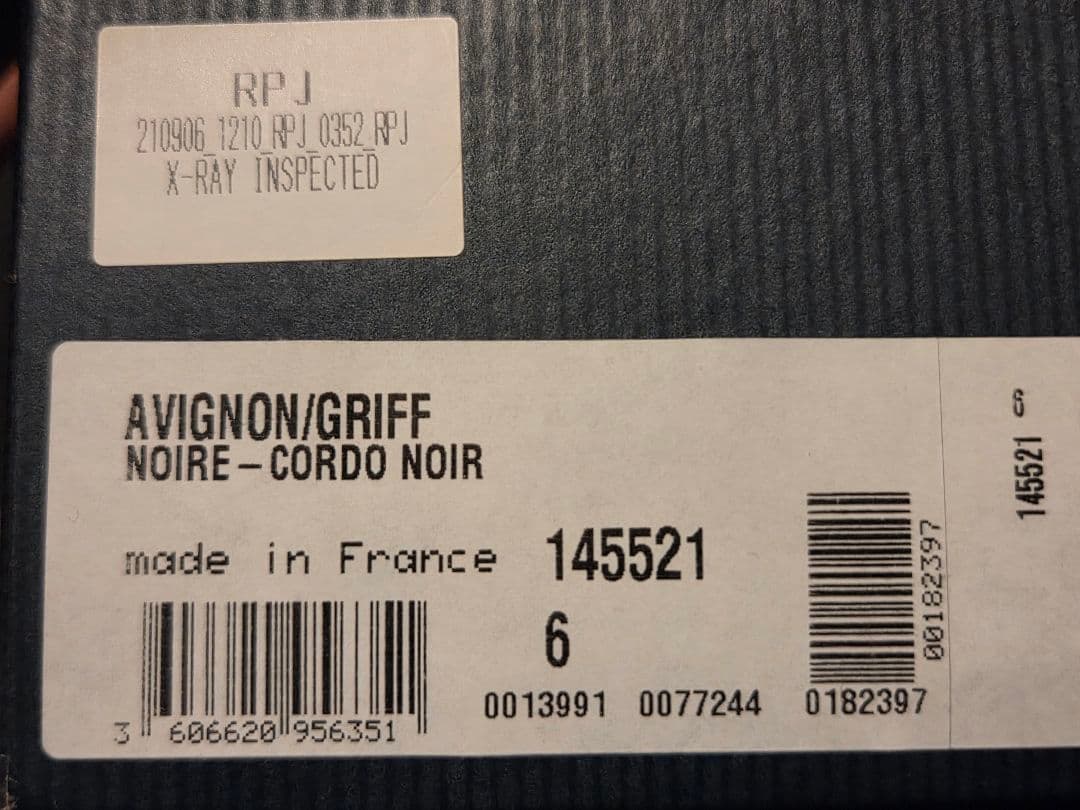 RPJ
210906_1210_RPJ_0352_RPJ
X-RAY INSPECTED
AVIGNON/GRIFF
NOIRE-CORDO NOIR
made in France
145521
6
3 606620 956351
0013991 0077244 0182397
00182397
145521 6